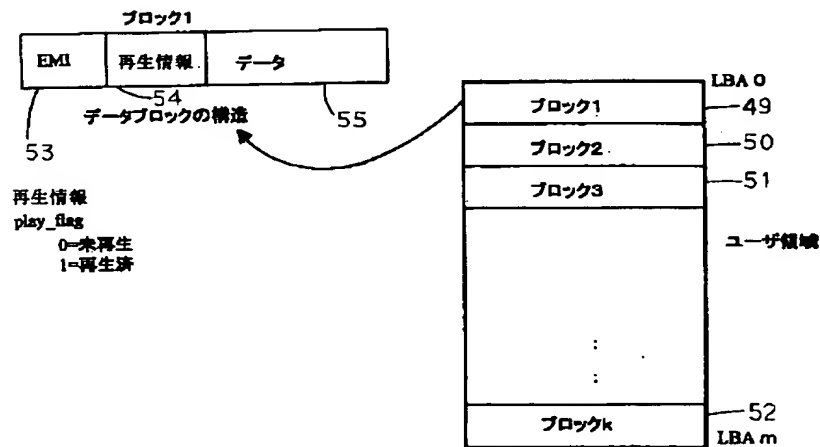 ブロック1
EMI 再生情報 データ
53 54 55
データブロックの構造
再生情報
play_flag
0=未再生
1=再生済
LBA 0
ブロック1 49
ブロック2 50
ブロック3 51
ユーザ領域
:
:
ブロックk 52
LBA m